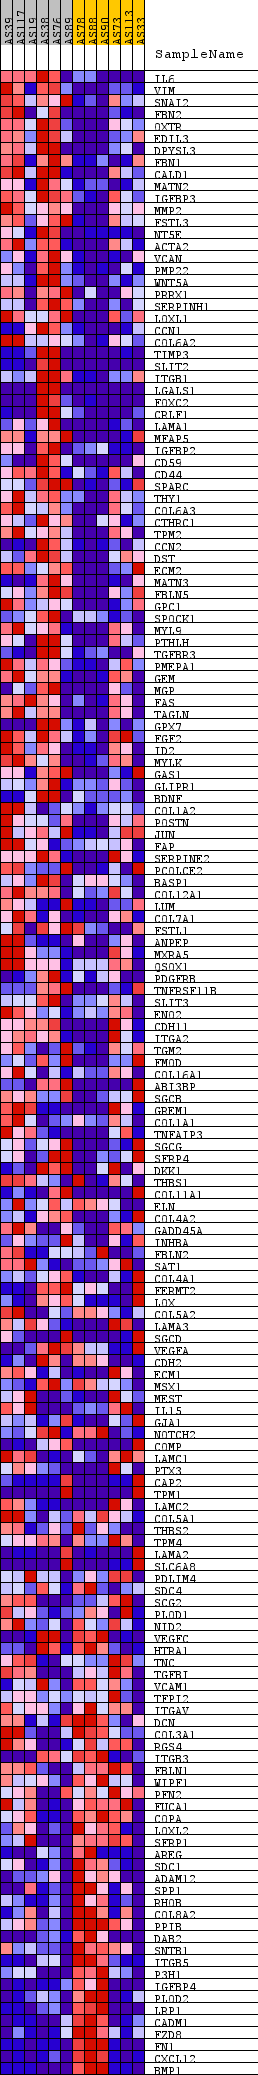 AS39
AS117
AS19
AS38
AS76
AS89
AS78
AS88
AS90
AS73
AS113
AS33
SampleName
IL6
VIM
SNAI2
FBN2
OXTR
EDIL3
DPYSL3
FBN1
CALD1
MATN2
IGFBP3
MMP2
FSTL3
NT5E
ACTA2
VCAN
PMP22
WNT5A
PRRX1
SERPINH1
LOXL1
CCN1
COL6A2
TIMP3
SLIT2
ITGB1
LGALS1
FOXC2
CRLF1
LAMA1
MFAP5
IGFBP2
CD59
CD44
SPARC
THY1
COL6A3
CTHRC1
TPM2
CCN2
DST
ECM2
MATN3
FBLN5
GPC1
SPOCK1
MYL9
PTHLH
TGFBR3
PMEPA1
GEM
MGP
FAS
TAGLN
GPX7
FGF2
ID2
MYLK
GAS1
GLIPR1
BDNF
COL1A2
POSTN
JUN
FAP
SERPINE2
PCOLCE2
BASP1
COL12A1
LUM
COL7A1
FSTL1
ANPEP
MXRA5
QSOX1
PDGFRB
TNFRSF11B
SLIT3
ENO2
CDH11
ITGA2
TGM2
FMOD
COL16A1
ABI3BP
SGCB
GREM1
COL1A1
TNFAIP3
SGCG
SFRP4
DKK1
THBS1
COL11A1
ELN
COL4A2
GADD45A
INHBA
FBLN2
SAT1
COL4A1
FERMT2
LOX
COL5A2
LAMA3
SGCD
VEGFA
CDH2
ECM1
MSX1
MEST
IL15
GJA1
NOTCH2
COMP
LAMC1
PTX3
CAP2
TPM1
LAMC2
COL5A1
THBS2
TPM4
LAMA2
SLC6A8
PDLIM4
SDC4
SCG2
PLOD1
NID2
VEGFC
HTRA1
TNC
TGFBI
VCAM1
TFPI2
ITGAV
DCN
COL3A1
RGS4
ITGB3
FBLN1
WIPF1
PFN2
FUCA1
COPA
LOXL2
SFRP1
AREG
SDC1
ADAM12
SPP1
RHOB
COL8A2
PPIB
DAB2
SNTB1
ITGB5
P3H1
IGFBP4
PLOD2
LRP1
CADM1
FZD8
FN1
CXCL12
BMP1